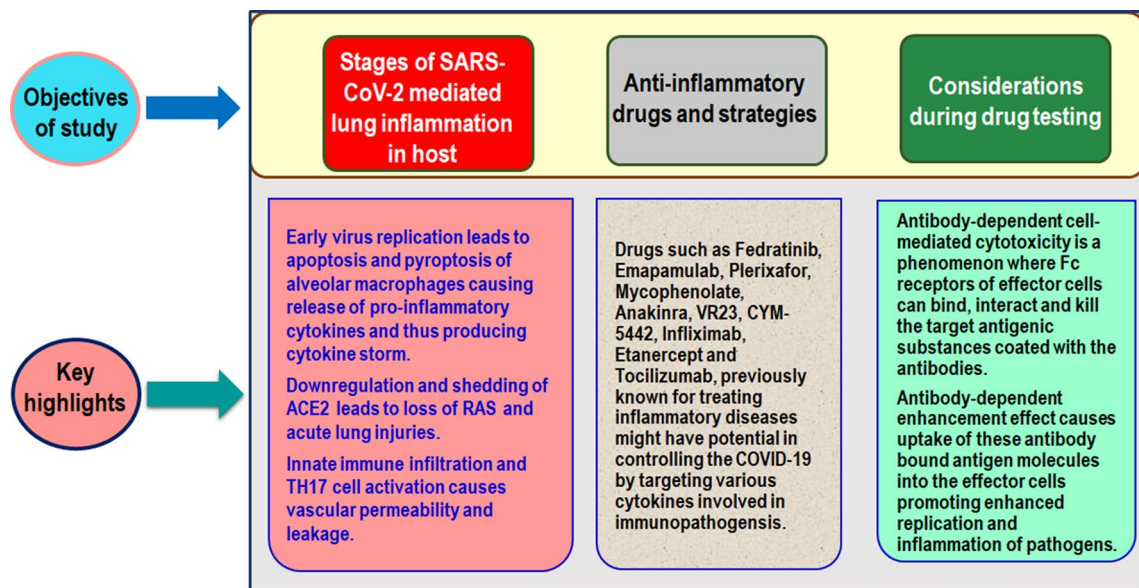 Objectives
of study
Stages of SARS-
CoV-2 mediated
lung inflammation
in host
Anti-inflammatory
drugs and strategies
Considerations
during drug testing
Key
highlights
Early virus replication leads to
apoptosis and pyroptosis of
alveolar macrophages causing
release of pro-inflammatory
cytokines and thus producing
cytokine storm.
Downregulation and shedding of
ACE2 leads to loss of RAS and
acute lung injuries.
Innate immune infiltration and
TH17 cell activation causes
vascular permeability and
leakage.
Drugs such as Fedratinib,
Emapamulab, Plerixafor,
Mycophenolate,
Anakinra, VR23, CYM-
5442, Infliximab,
Etanercept and
Tocilizumab, previously
known for treating
inflammatory diseases
might have potential in
controlling the COVID-19
by targeting various
cytokines involved in
immunopathogensis.
Antibody-dependent cell-
mediated cytotoxicity is a
phenomenon where Fc
receptors of effector cells
can bind, interact and kill
the target antigenic
substances coated with the
antibodies.
Antibody-dependent
enhancement effect causes
uptake of these antibody
bound antigen molecules
into the effector cells
promoting enhanced
replication and
inflammation of pathogens.